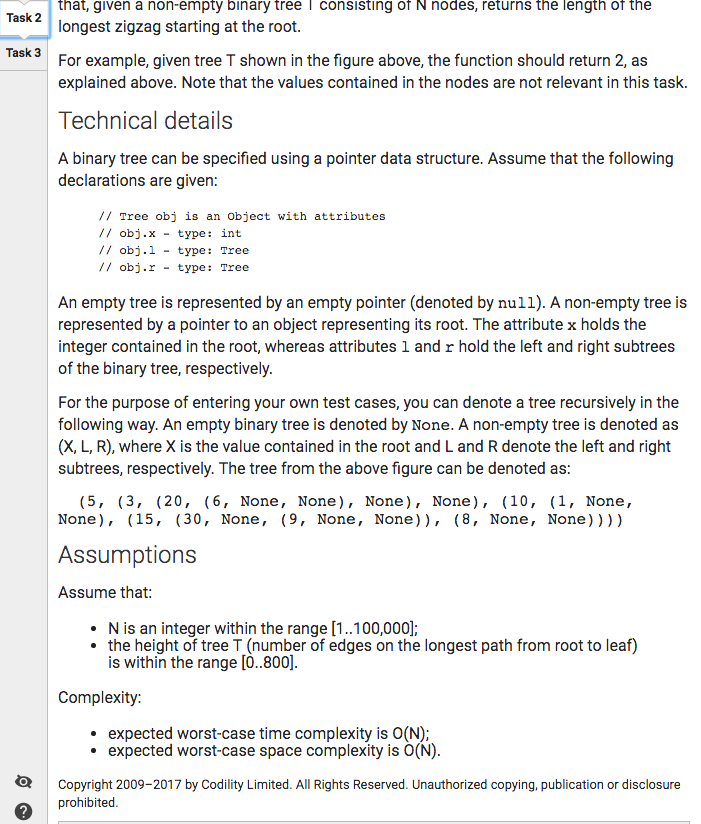 Task 2
Task 3
that, given a non-empty binary tree T consisting of N nodes, returns the length of the
longest zigzag starting at the root.
For example, given tree T shown in the figure above, the function should return 2, as
explained above. Note that the values contained in the nodes are not relevant in this task.
Technical details
A binary tree can be specified using a pointer data structure. Assume that the following
declarations are given:
// Tree obj is an Object with attributes
// obj.x - type: int
// obj.l - type: Tree
// obj.r - type: Tree
An empty tree is represented by an empty pointer (denoted by null). A non-empty tree is
represented by a pointer to an object representing its root. The attribute x holds the
integer contained in the root, whereas attributes l and r hold the left and right subtrees
of the binary tree, respectively.
For the purpose of entering your own test cases, you can denote a tree recursively in the
following way. An empty binary tree is denoted by None. A non-empty tree is denoted as
(X, L, R), where X is the value contained in the root and L and R denote the left and right
subtrees, respectively. The tree from the above figure can be denoted as:
(5, (3, (20, (6, None, None), None), None), (10, (1, None,
None), (15, (30, None, (9, None, None)), (8, None, None))))
Assumptions
Assume that:
• N is an integer within the range [1..100,000];
• the height of tree T (number of edges on the longest path from root to leaf)
is within the range [0..800].
Complexity:
• expected worst-case time complexity is O(N);
• expected worst-case space complexity is O(N).
Copyright 2009–2017 by Codility Limited. All Rights Reserved. Unauthorized copying, publication or disclosure
prohibited.
?